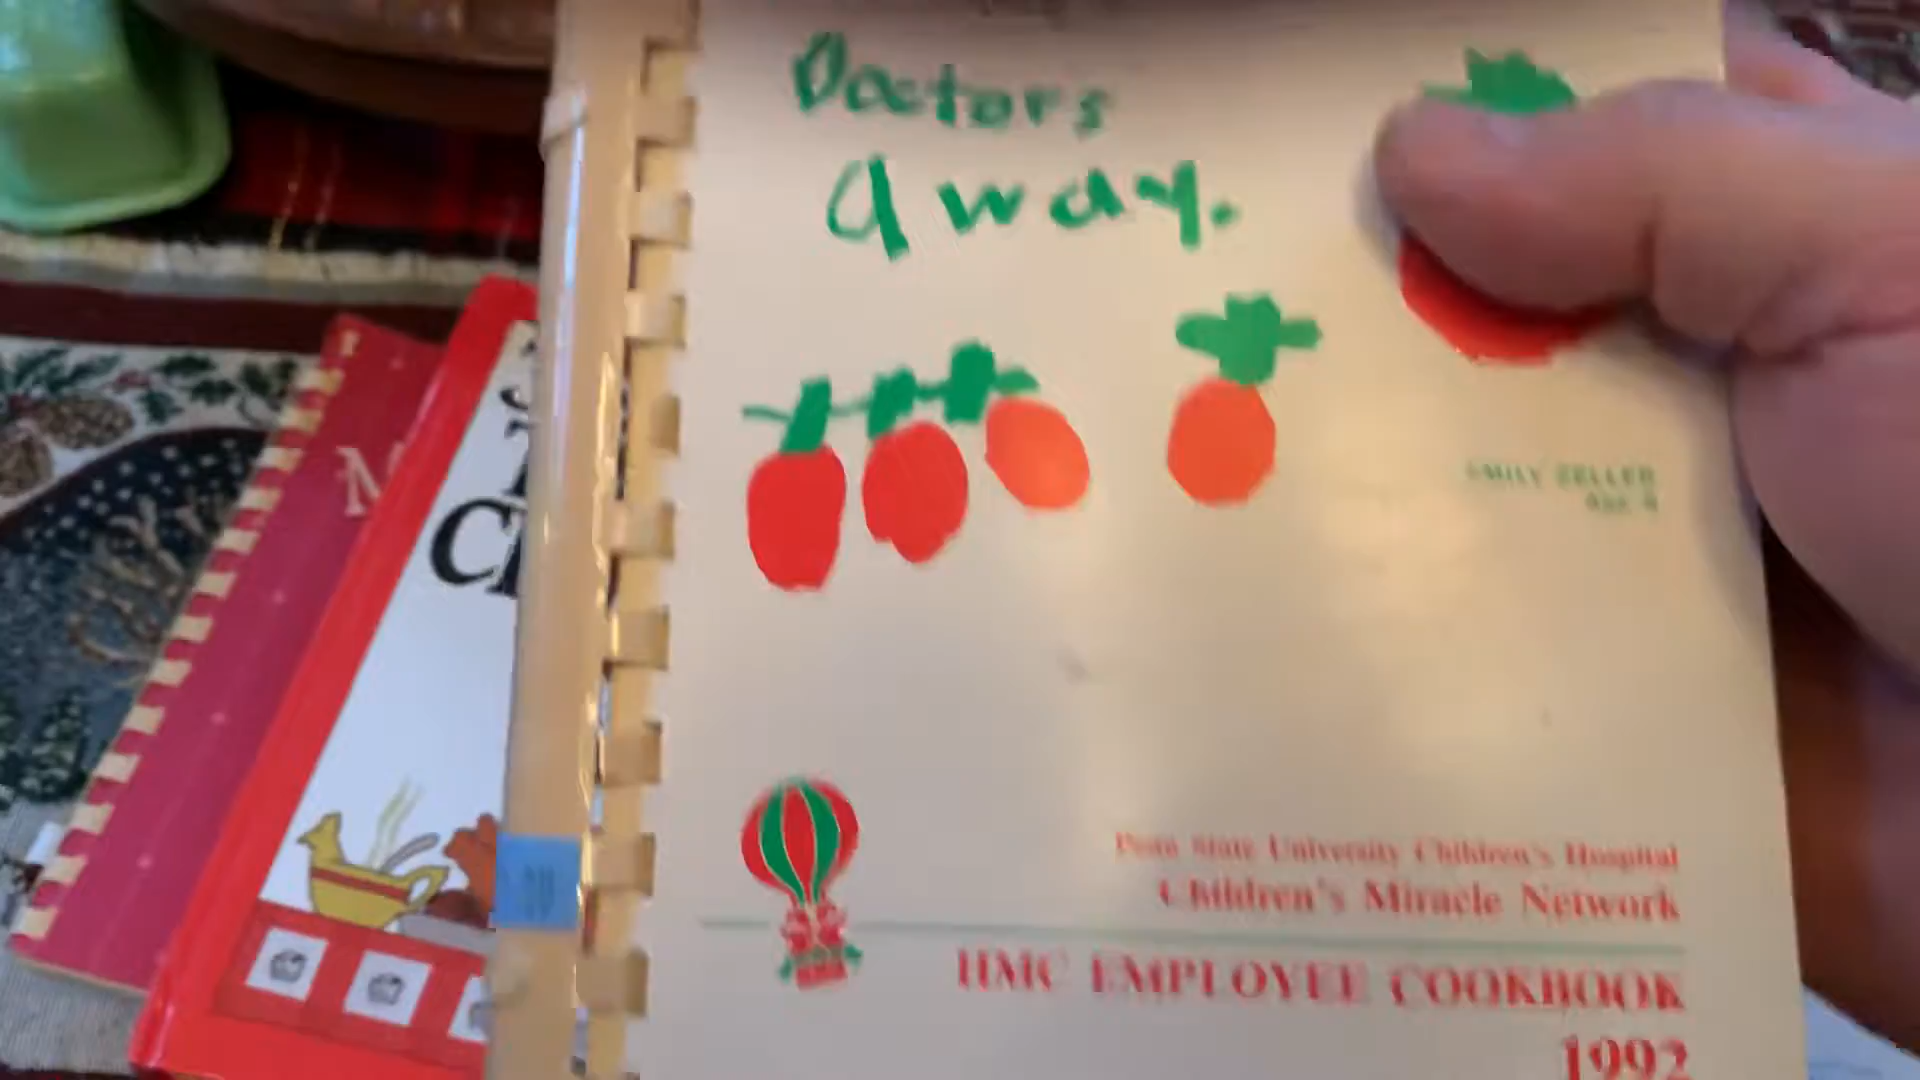 Doctors
away.
EMILY ZELLER
Penn State University Children's Hospital
Children's Miracle Network
HMC EMPLOYEE COOKBOOK
1992